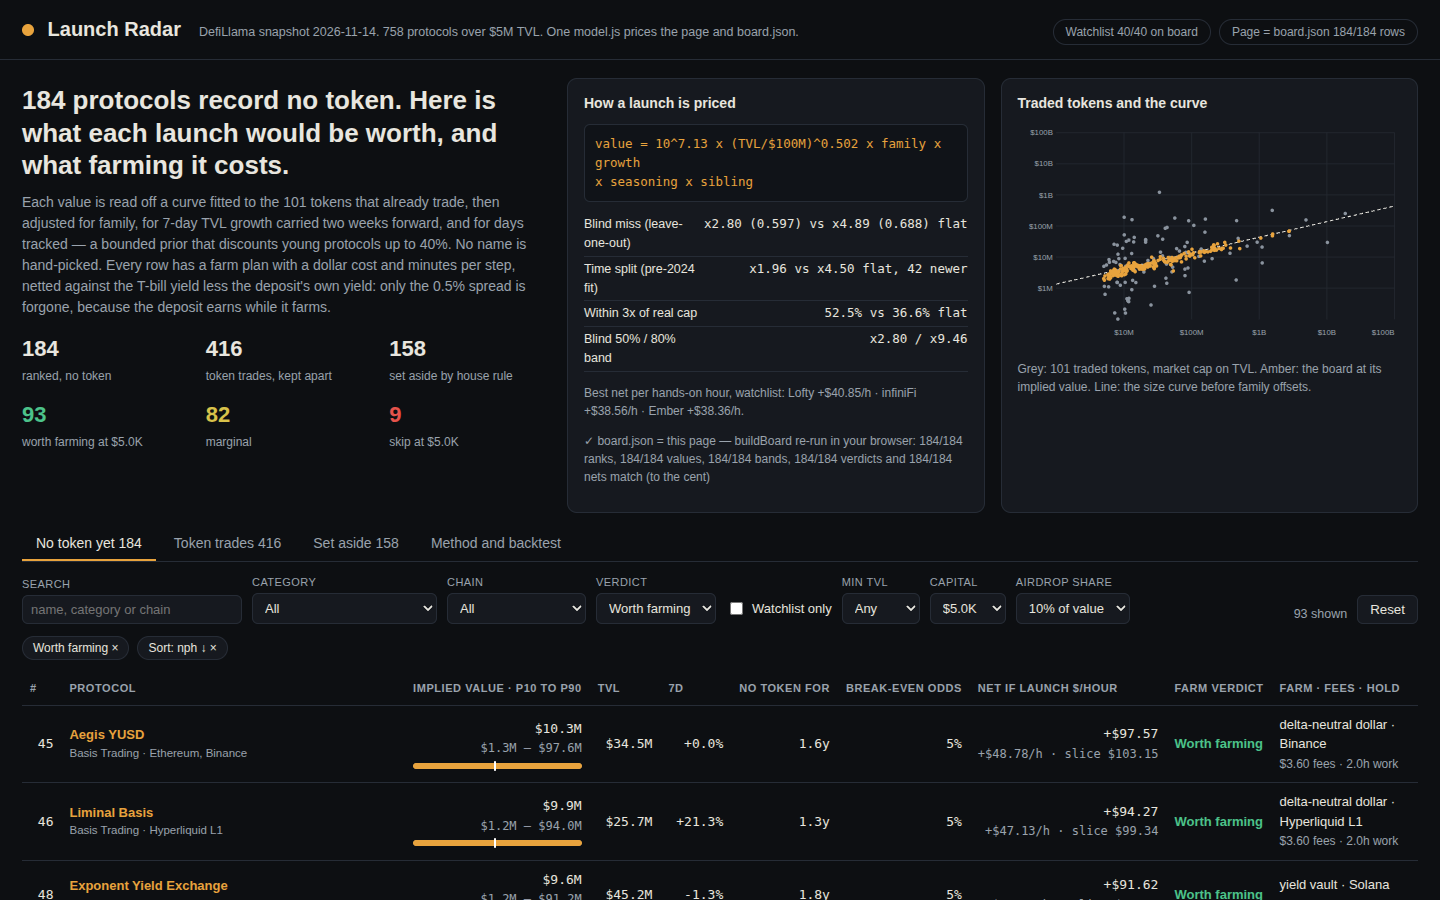 Launch Radar
DefiLlama snapshot 2026-11-14. 758 protocols over $5M TVL. One model.js prices the page and board.json.
Watchlist 40/40 on board
Page = board.json 184/184 rows
184 protocols record no token. Here is
what each launch would be worth, and
what farming it costs.
Each value is read off a curve fitted to the 101 tokens that already trade, then
adjusted for family, for 7-day TVL growth carried two weeks forward, and for days
tracked — a bounded prior that discounts young protocols up to 40%. No name is
hand-picked. Every row has a farm plan with a dollar cost and minutes per step,
netted against the T-bill yield less the deposit's own yield: only the 0.5% spread is
forgone, because the deposit earns while it farms.
184
ranked, no token
416
token trades, kept apart
158
set aside by house rule
93
worth farming at $5.0K
82
marginal
9
skip at $5.0K
How a launch is priced
value = 10^7.13 x (TVL/$100M)^0.502 x family x
growth
x seasoning x sibling
Blind miss (leave-
one-out)
x2.80 (0.597) vs x4.89 (0.688) flat
Time split (pre-2024
fit)
x1.96 vs x4.50 flat, 42 newer
Within 3x of real cap
52.5% vs 36.6% flat
Blind 50% / 80%
band
x2.80 / x9.46
Best net per hands-on hour, watchlist: Lofty +$40.85/h · infiniFi
+$38.56/h · Ember +$38.36/h.
✓ board.json = this page — buildBoard re-run in your browser: 184/184
ranks, 184/184 values, 184/184 bands, 184/184 verdicts and 184/184
nets match (to the cent)
Traded tokens and the curve
$100B
$10B
$1B
$100M
$10M
$1M
$10M
$100M
$1B
$10B
$100B
Grey: 101 traded tokens, market cap on TVL. Amber: the board at its
implied value. Line: the size curve before family offsets.
No token yet 184
Token trades 416
Set aside 158
Method and backtest
SEARCH
name, category or chain
CATEGORY
All
CHAIN
All
VERDICT
Worth farming
Watchlist only
MIN TVL
Any
CAPITAL
$5.0K
AIRDROP SHARE
10% of value
93 shown
Reset
Worth farming ×
Sort: nph ↓ ×
#
PROTOCOL
IMPLIED VALUE · P10 TO P90
TVL
7D
NO TOKEN FOR
BREAK-EVEN ODDS
NET IF LAUNCH $/HOUR
FARM VERDICT
FARM · FEES · HOLD
45
Aegis YUSD
Basis Trading · Ethereum, Binance
$10.3M
$1.3M — $97.6M
$34.5M
+0.0%
1.6y
5%
+$97.57
+$48.78/h · slice $103.55
Worth farming
delta-neutral dollar ·
Binance
$3.60 fees · 2.0h work
46
Liminal Basis
Basis Trading · Hyperliquid L1
$9.9M
$1.2M — $94.0M
$25.7M
+21.3%
1.3y
5%
+$94.27
+$47.13/h · slice $99.34
Worth farming
delta-neutral dollar ·
Hyperliquid L1
$3.60 fees · 2.0h work
48
Exponent Yield Exchange
$9.6M
$1.2M — $91.2M
$45.2M
-1.3%
1.8y
5%
+$91.62
Worth farming
yield vault · Solana